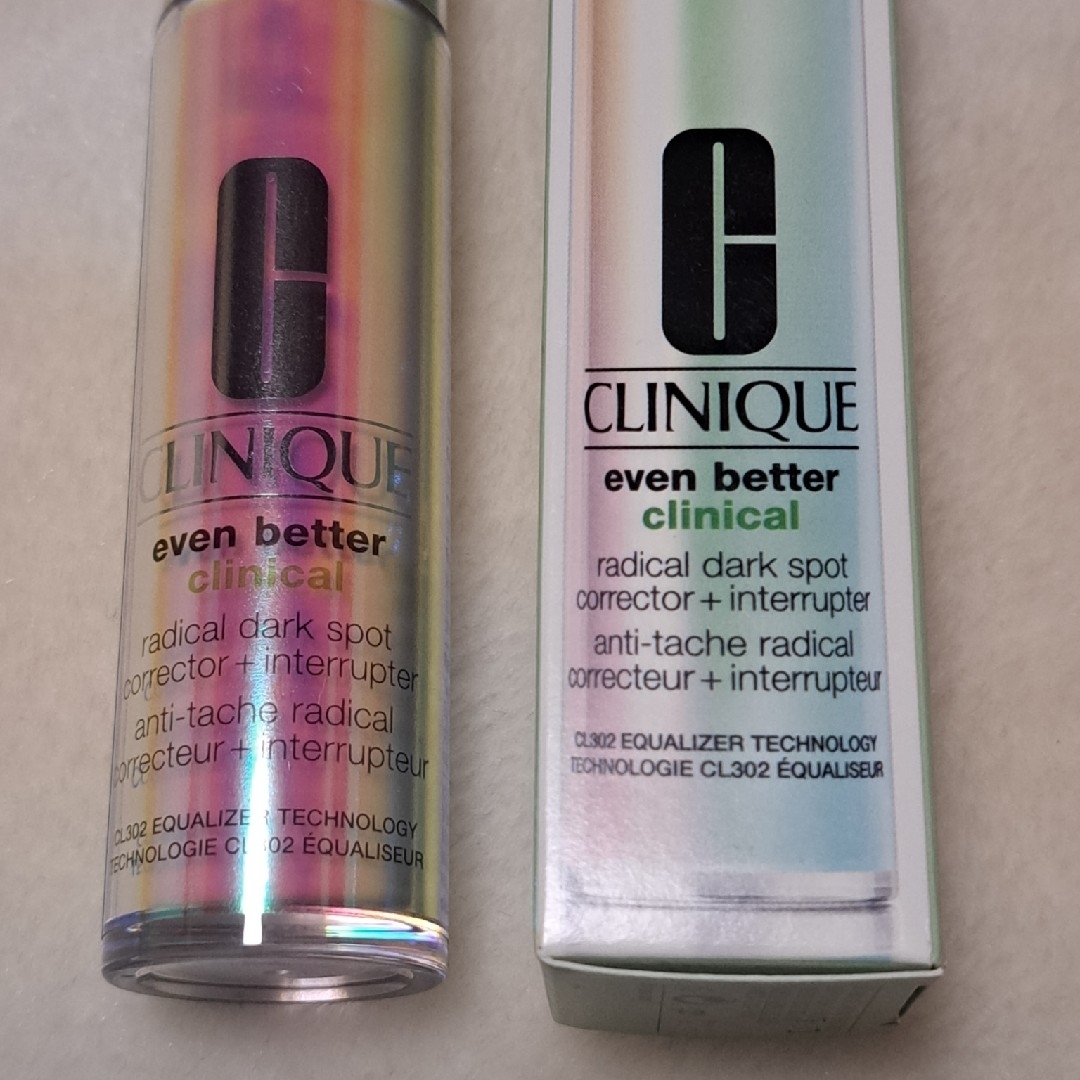 C
CLINIQUE
even better
clinical
radical dark spot
corrector + interrupter
anti-tache radical
correcteur + interrupteur
CL302 EQUALIZER TECHNOLOGY
TECHNOLOGIE CL302 ÉQUALISEUR
C
CLINIQUE
even better
clinical
radical dark spot
corrector + interrupter
anti-tache radical
correcteur + interrupteur
CL302 EQUALIZER TECHNOLOGY
TECHNOLOGIE CL302 ÉQUALISEUR